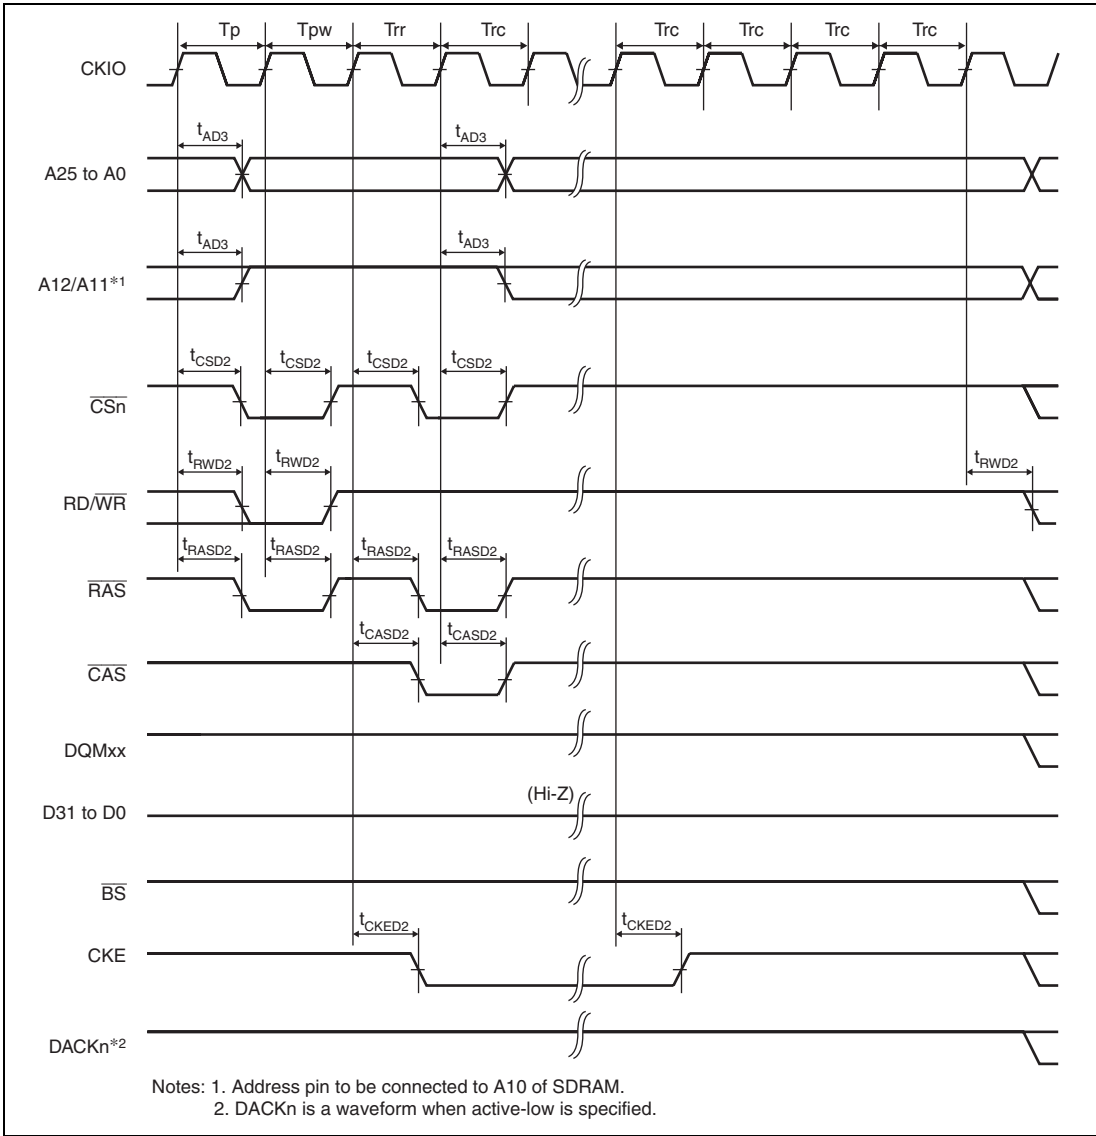 Tp Tpw Trr Trc Trc Trc Trc Trc
CKIO
tAD3 tAD3
A25 to A0
tAD3 tAD3
A12/A11*1
tCSD2 tCSD2 tCSD2 tCSD2
CSn
tRWD2 tRWD2 tRWD2
RD/WR
tRASD2 tRASD2 tRASD2 tRASD2
RAS
tCASD2 tCASD2
CAS
DQMxx
(Hi-Z)
D31 to D0
BS
tCKED2 tCKED2
CKE
DACKn*2
Notes: 1. Address pin to be connected to A10 of SDRAM.
2. DACKn is a waveform when active-low is specified.